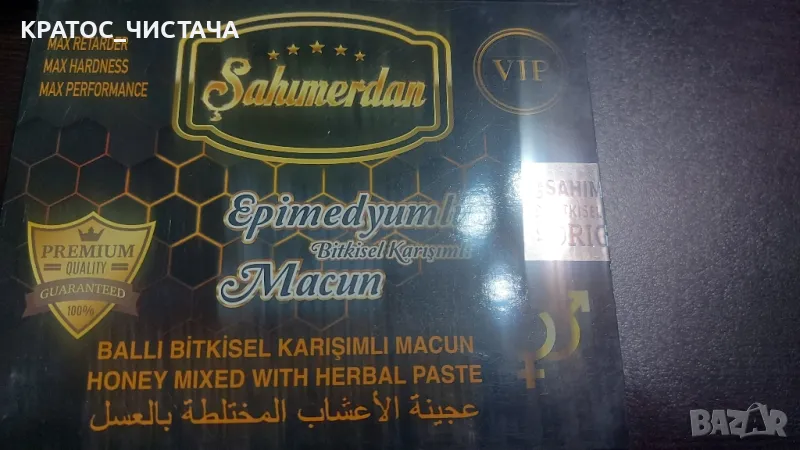 КРАТОС_ЧИСТАЧА
MAX RETARDER
MAX HARDNESS
MAX PERFORMANCE
Şahımerdan
VIP
Epimedyumlu
Bitkisel Karışımlı
Macun
PREMIUM
QUALITY
GUARANTEED
100%
BALLI BİTKİSEL KARIŞIMLI MACUN
HONEY MIXED WITH HERBAL PASTE
عجينة الأعشاب المختلطة بالعسل
BAZAR